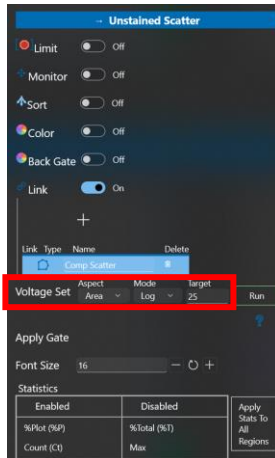 → Unstained Scatter
Limit Off
Monitor Off
Sort Off
Color Off
Back Gate Off
Link On
+
Link Type Name Delete
Comp Scatter
Aspect Mode Target
Voltage Set Area Log 25 Run
?
Apply Gate
Font Size 16 − +
Statistics
Enabled Disabled Apply
%Plot (%P) %Total (%T) Stats To
All
Count (Ct) Max Regions